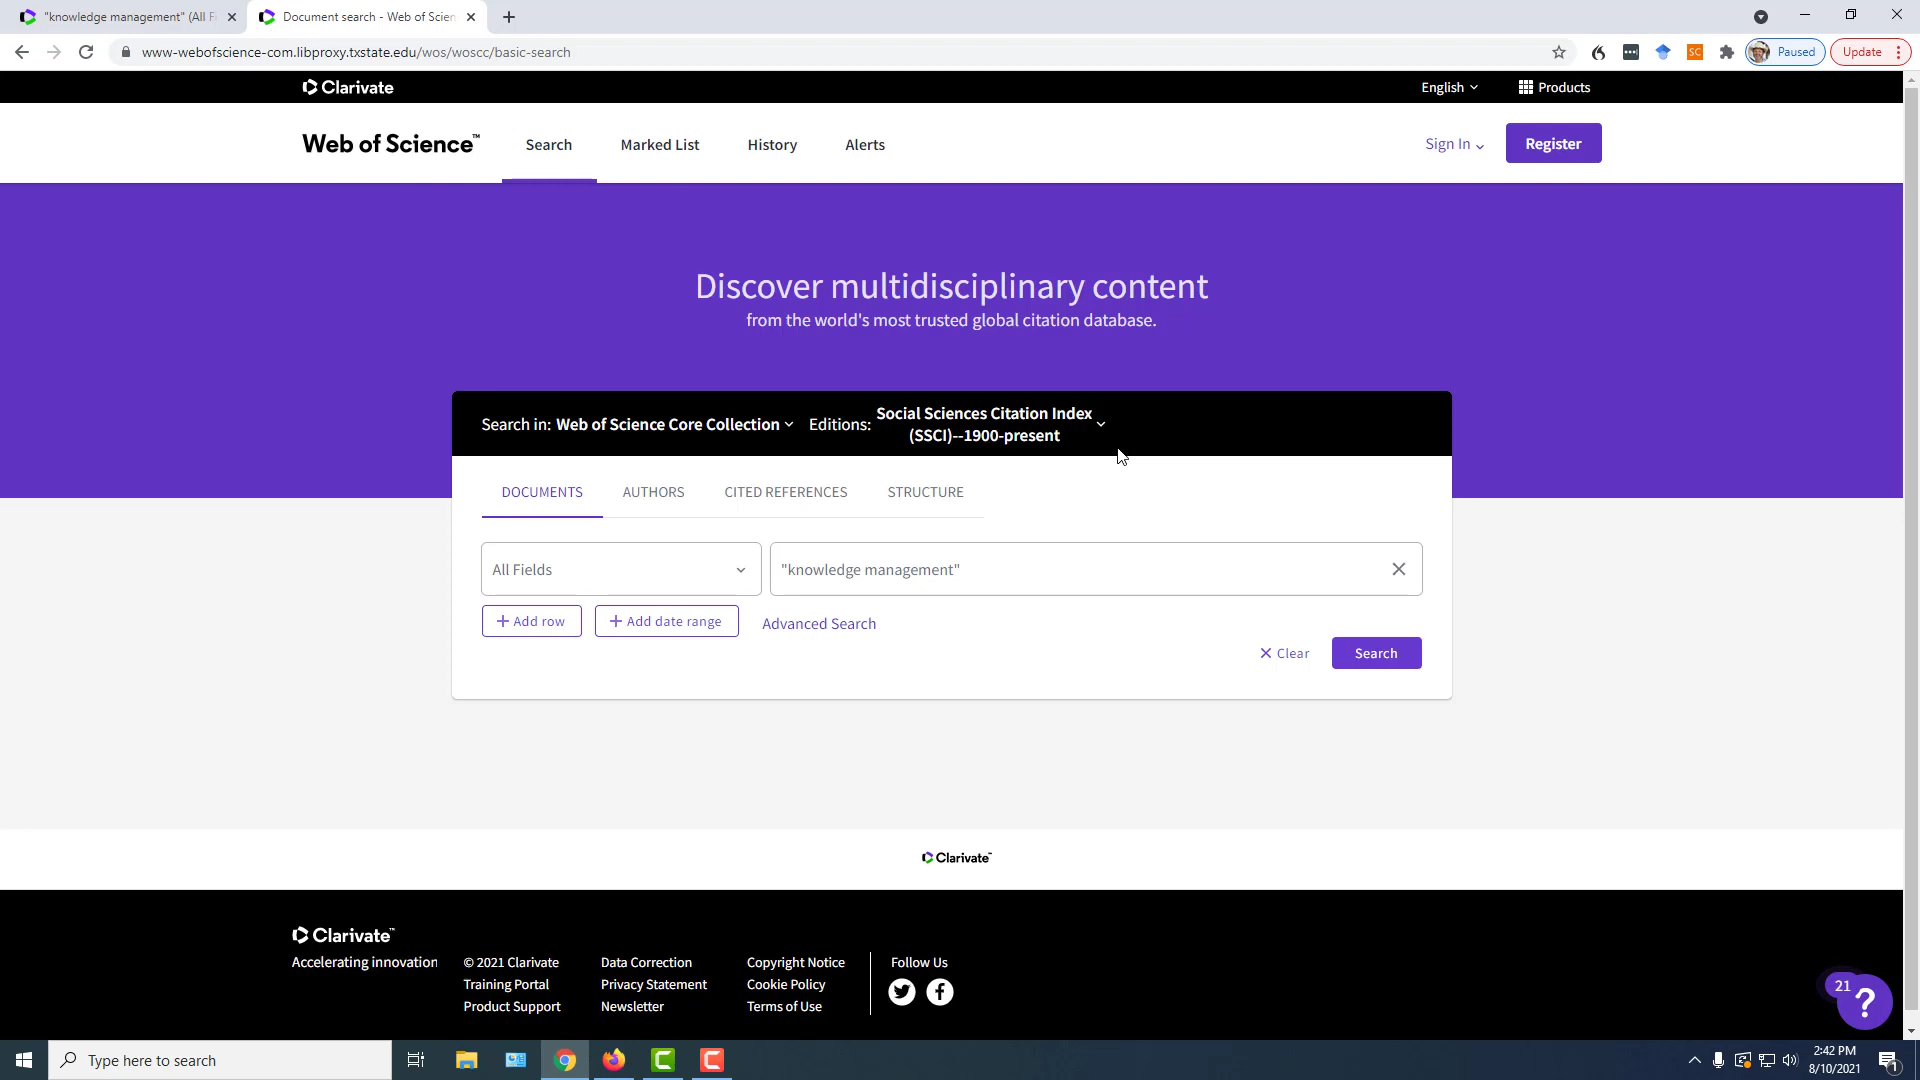 "knowledge management" (All F
Document search - Web of Scien
www-webofscience-com.libproxy.txstate.edu/wos/woscc/basic-search
SC
Paused
Update
Clarivate
English
Products
Web of Science™
Search
Marked List
History
Alerts
Sign In
Register
Discover multidisciplinary content
from the world's most trusted global citation database.
Search in: Web of Science Core Collection
Editions:
Social Sciences Citation Index
(SSCI)--1900-present
DOCUMENTS
AUTHORS
CITED REFERENCES
STRUCTURE
All Fields
"knowledge management"
+ Add row
+ Add date range
Advanced Search
Clear
Search
Clarivate™
Clarivate™
Accelerating innovation
© 2021 Clarivate
Training Portal
Product Support
Data Correction
Privacy Statement
Newsletter
Copyright Notice
Cookie Policy
Terms of Use
Follow Us
21
?
Type here to search
2:42 PM
8/10/2021
1